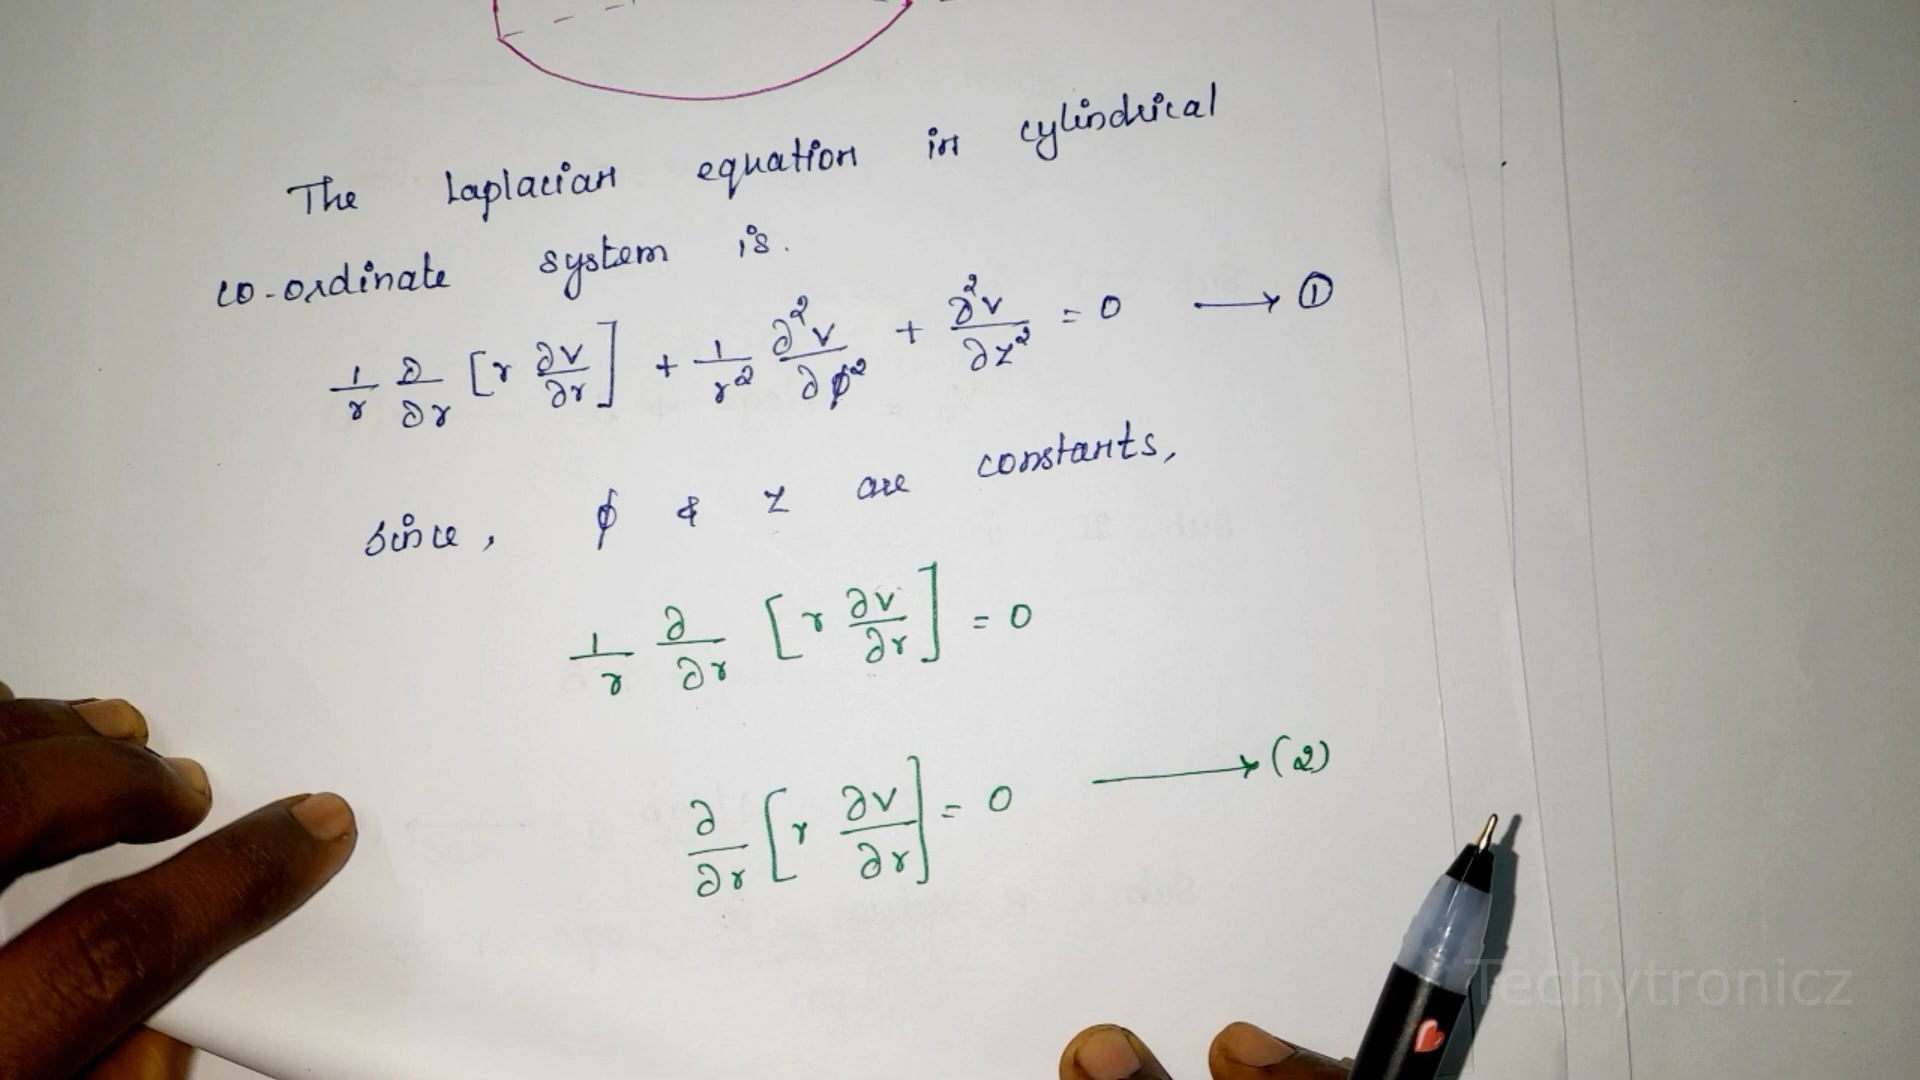 The Laplacian equation in cylindrical
co-ordinate system is.
1/r ∂/∂r [r ∂v/∂r] + 1/r² ∂²v/∂ϕ² + ∂²v/∂z² = 0 → ①
since, ϕ & z are constants,
1/r ∂/∂r [r ∂v/∂r] = 0
∂/∂r [r ∂v/∂r] = 0 → (2)
Techytronicz